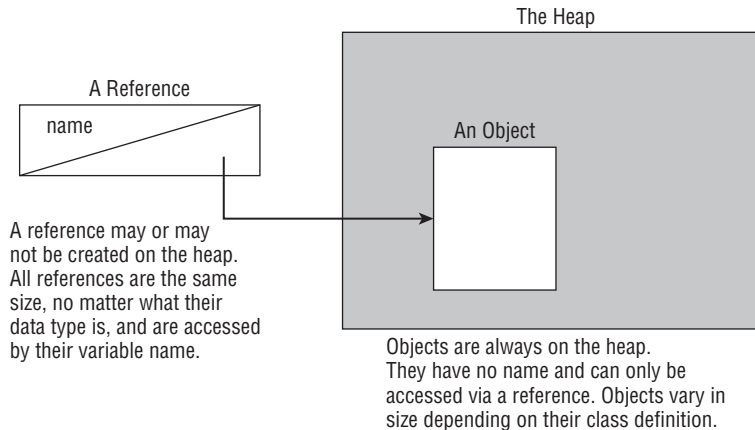 The Heap
A Reference
name
An Object
A reference may or may
not be created on the heap.
All references are the same
size, no matter what their
data type is, and are accessed
by their variable name.
Objects are always on the heap.
They have no name and can only be
accessed via a reference. Objects vary in
size depending on their class definition.